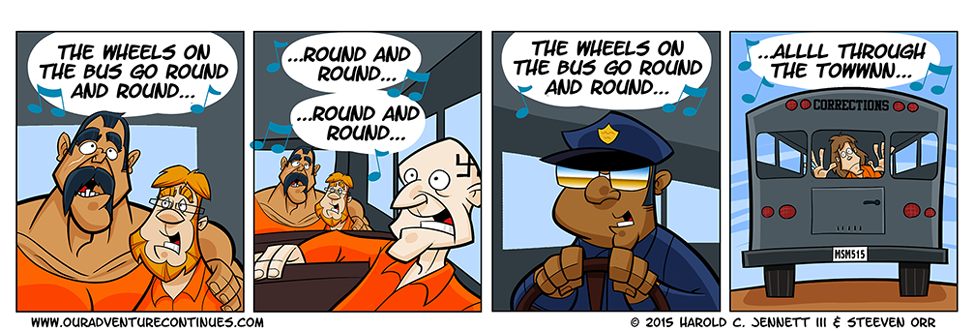 THE WHEELS ON
THE BUS GO ROUND
AND ROUND...
...ROUND AND
ROUND...
...ROUND AND
ROUND...
THE WHEELS ON
THE BUS GO ROUND
AND ROUND...
...ALLLL THROUGH
THE TOWWNN...
CORRECTIONS
MSM515
WWW.OURADVENTURECONTINUES.COM
© 2015 HAROLD C. JENNETT III & STEEVEN ORR